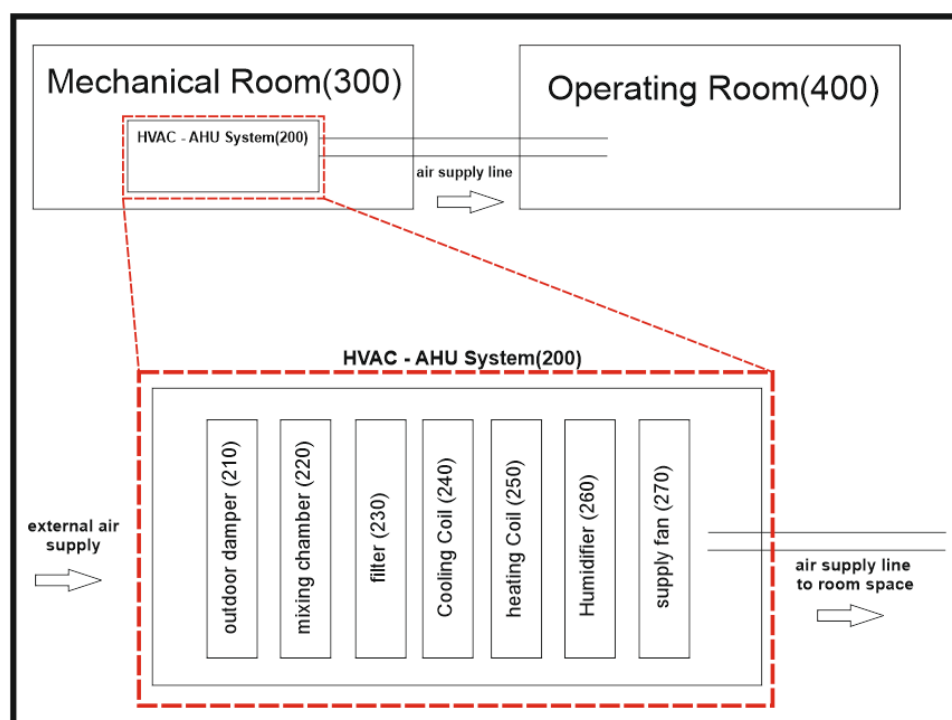 Mechanical Room(300)
Operating Room(400)
HVAC - AHU System(200)
air supply line
HVAC - AHU System(200)
external air
supply
outdoor damper (210)
mixing chamber (220)
filter (230)
Cooling Coil (240)
heating Coil (250)
Humidifier (260)
supply fan (270)
air supply line
to room space